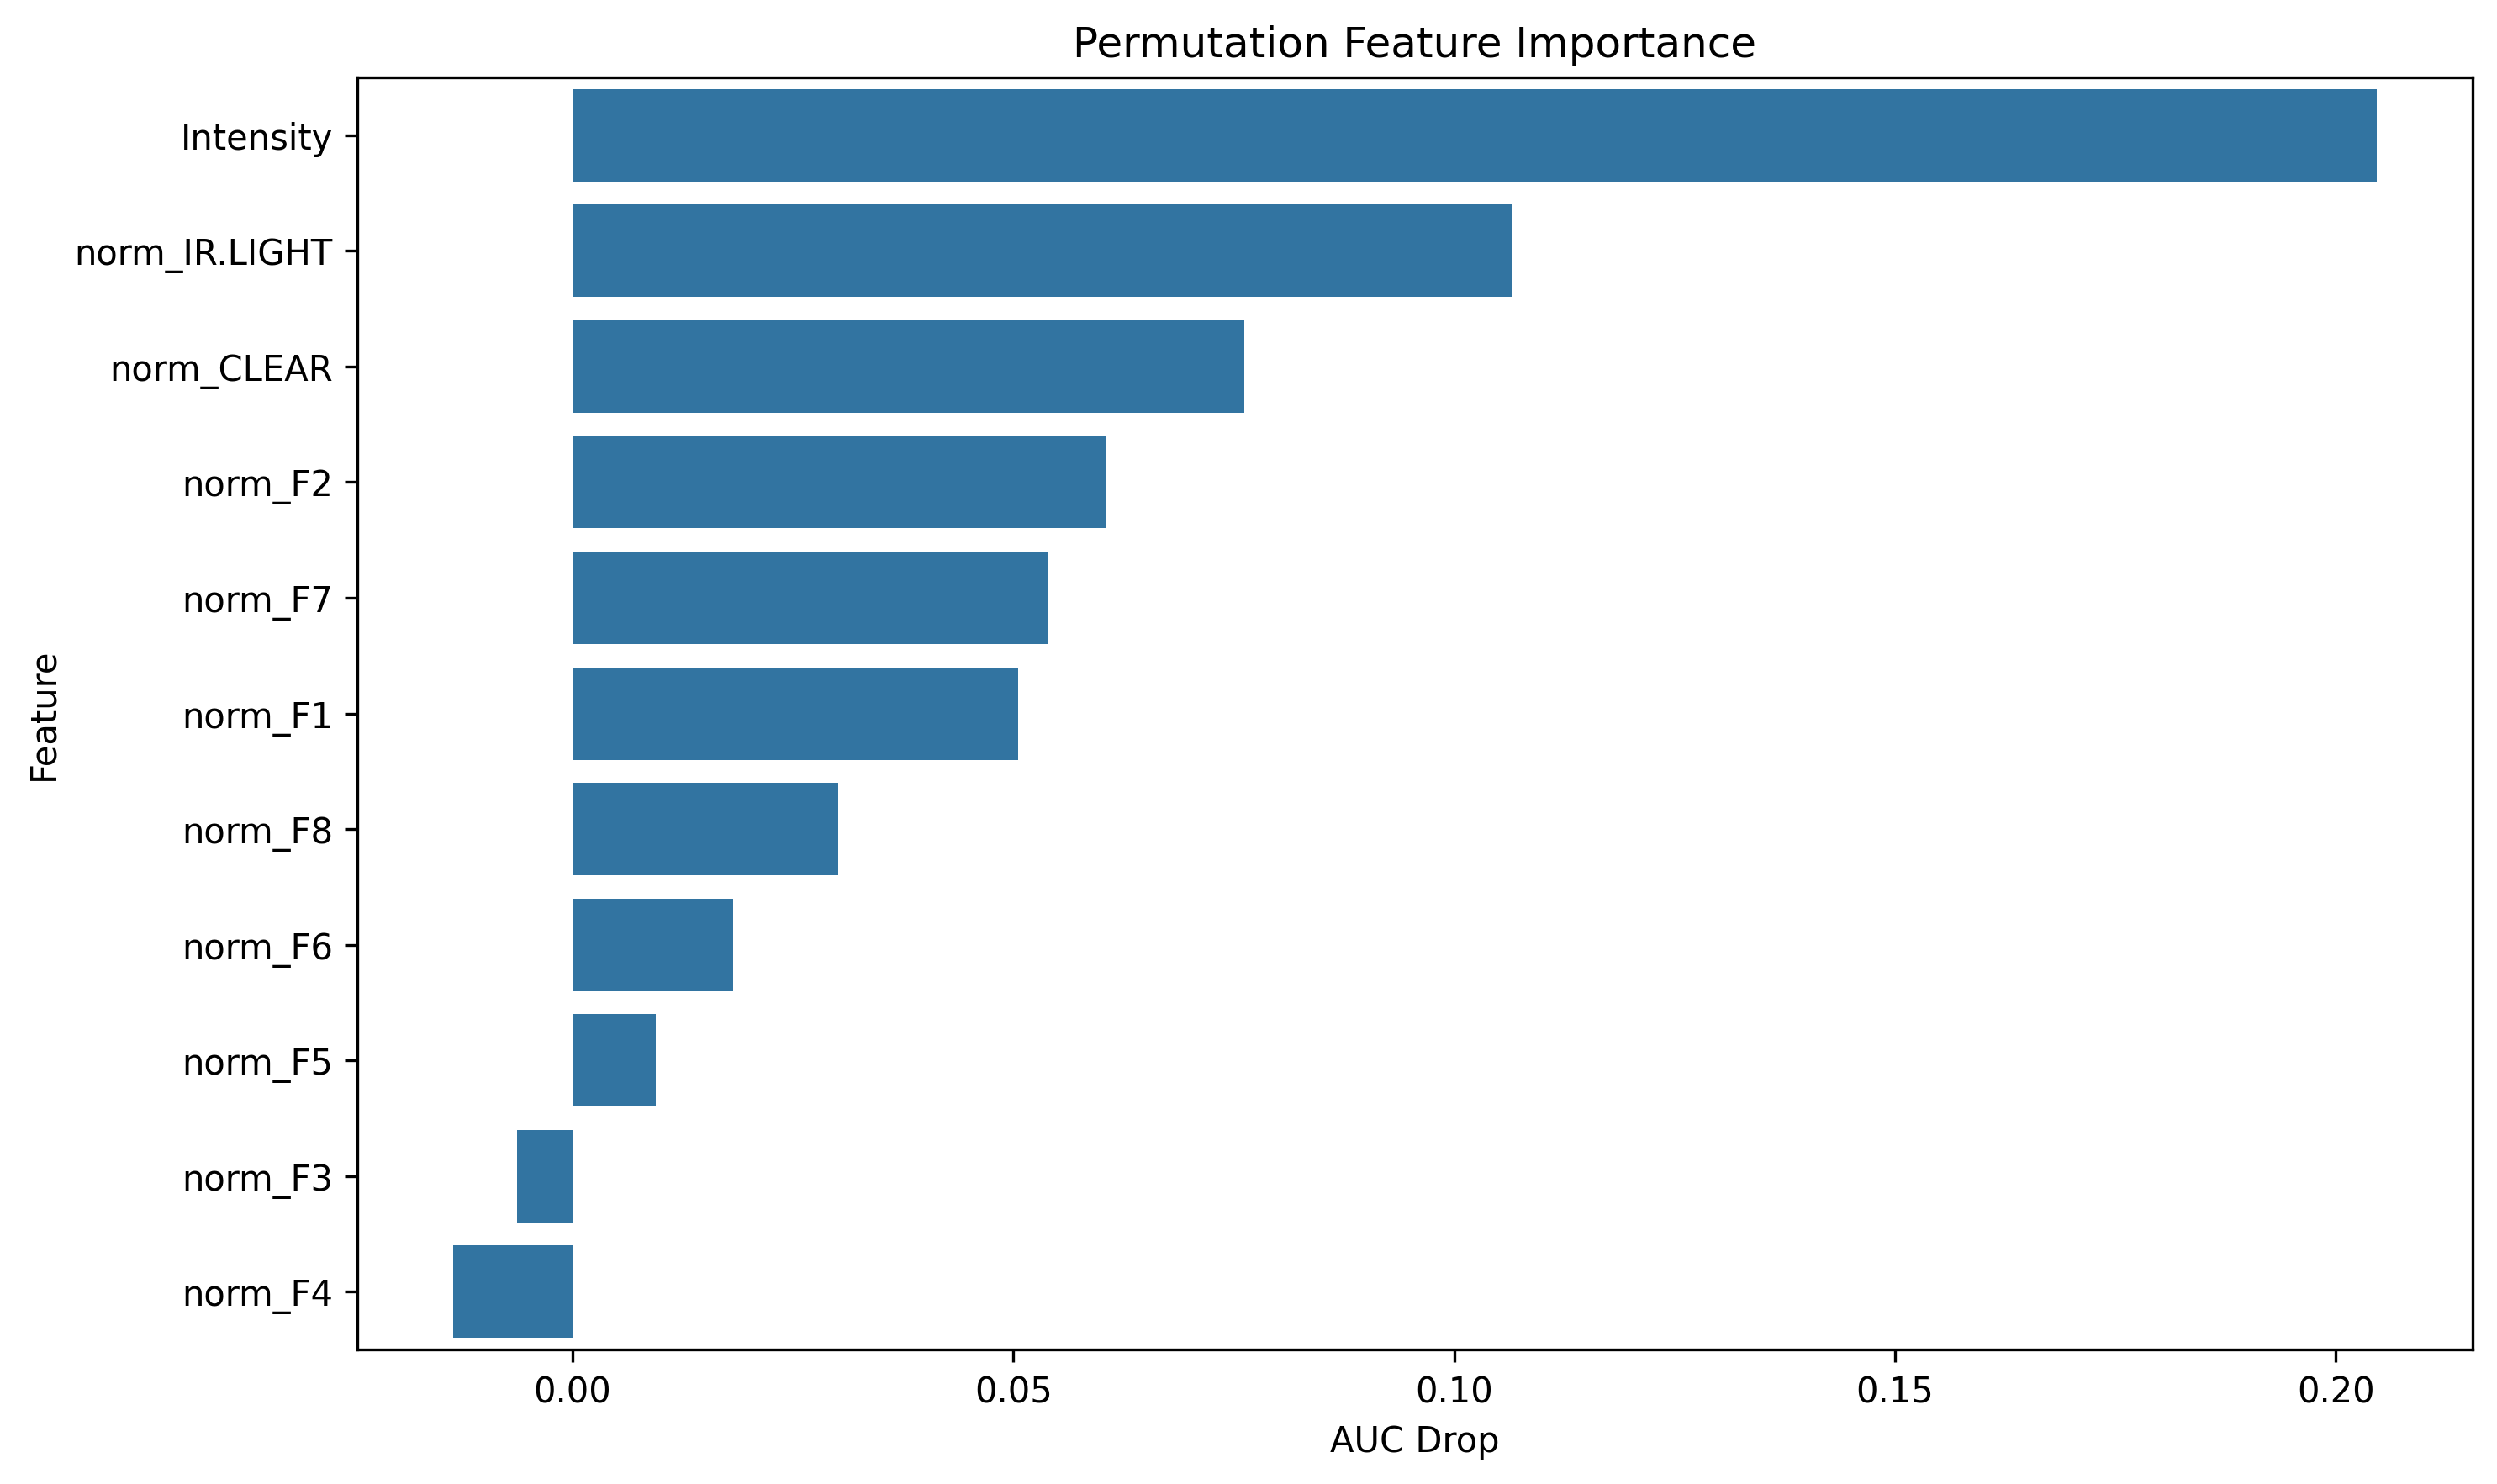 Permutation Feature Importance
Feature
Intensity
norm_IR.LIGHT
norm_CLEAR
norm_F2
norm_F7
norm_F1
norm_F8
norm_F6
norm_F5
norm_F3
norm_F4
0.00 0.05 0.10 0.15 0.20
AUC Drop